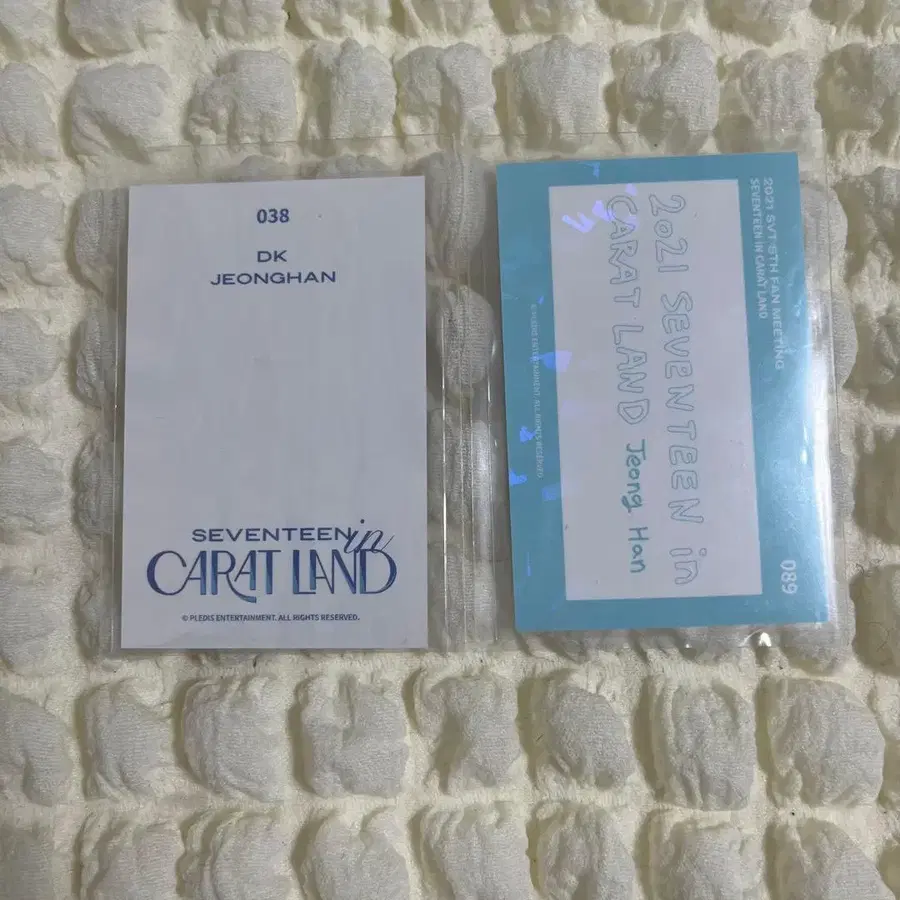 038
DK
JEONGHAN
SEVENTEEN in
CARAT LAND
© PLEDIS ENTERTAINMENT. ALL RIGHTS RESERVED.
2021 SVT 5TH FAN MEETING
SEVENTEEN IN CARAT LAND
2021 SEVENTEEN in
CARAT LAND Jeong Han
© PLEDIS ENTERTAINMENT. ALL RIGHTS RESERVED.
089